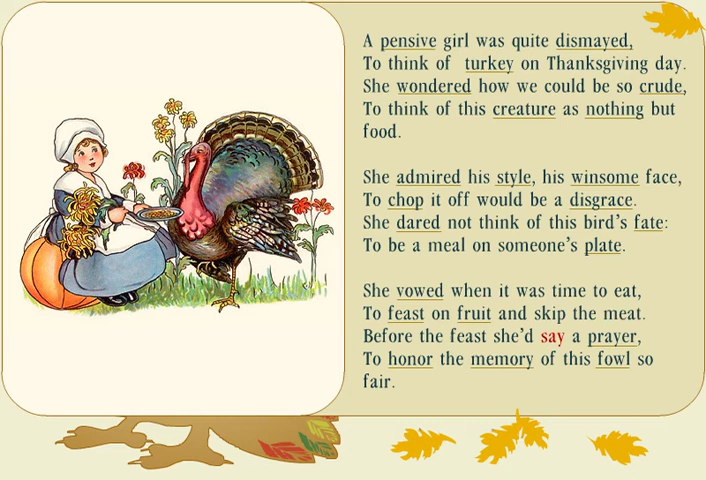 A pensive girl was quite dismayed,
To think of turkey on Thanksgiving day.
She wondered how we could be so crude,
To think of this creature as nothing but
food.
She admired his style, his winsome face,
To chop it off would be a disgrace.
She dared not think of this bird's fate:
To be a meal on someone's plate.
She vowed when it was time to eat,
To feast on fruit and skip the meat.
Before the feast she'd say a prayer,
To honor the memory of this fowl so
fair.